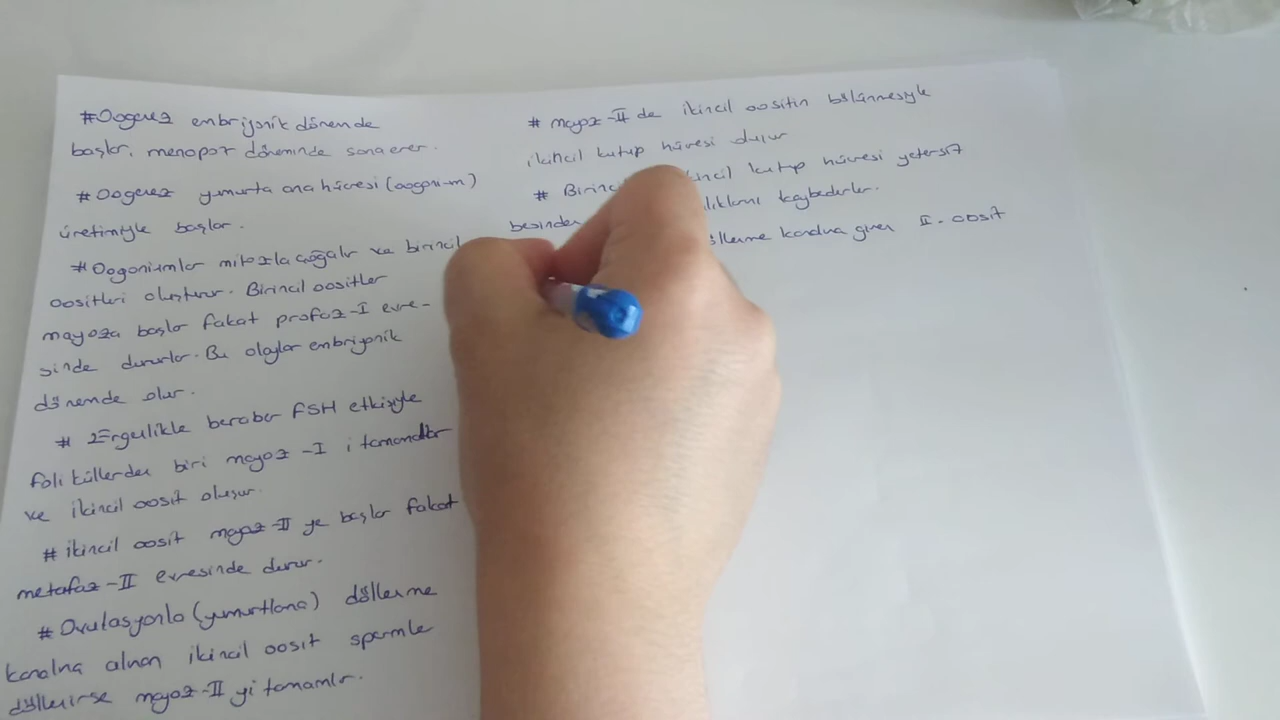 #Oogenez embriyonik dönemde
başlar, menopoz döneminde sona erer.
#Oogenez yumurta ana hücresi (oogonium)
üretimiyle başlar.
#Oogoniumlar mitozla çoğalır ve birincil
oositleri oluşturur. Birincil oositler
mayoza başlar fakat profaz-I evre-
sinde dururlar. Bu olaylar embriyonik
dönemde olur.
# Ergenlikle beraber FSH etkisiyle
foliküllerden biri mayoz-I i tamamlar
ve ikincil oosit oluşur.
# ikincil oosit mayoz-II ye başlar fakat
metafaz-II evresinde durur.
# Ovulasyonla (yumurtlama) döllenme
kanalına alınan ikincil oosit spermle
döllenirse mayoz-II yi tamamlar.
# mayoz-II de ikincil oositin bölünmesiyle
ikincil kutup hücresi oluşur
# kutup hücresi yetersiz
kaybederler.
kanalına giren II. oosit